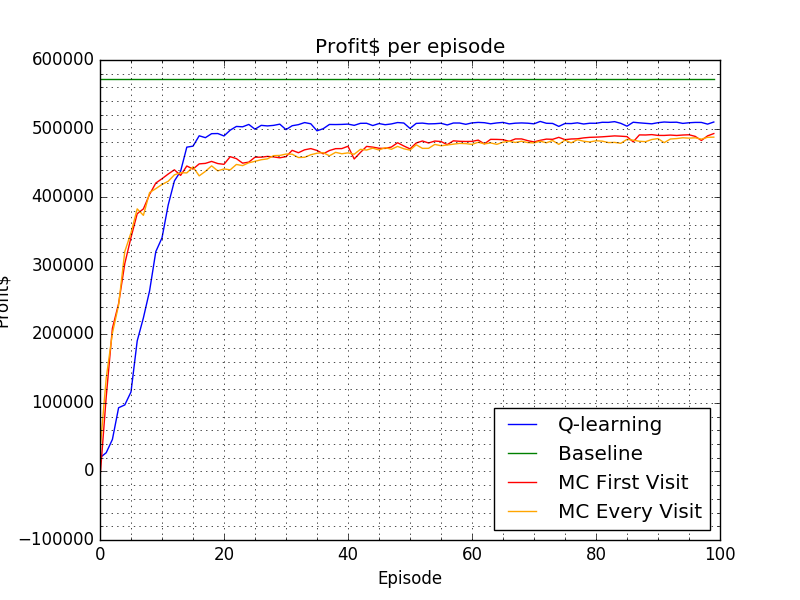 Profit$ per episode
600000
500000
400000
300000
200000
100000
0
−100000
Profit$
0 20 40 60 80 100
Episode
Q-learning
Baseline
MC First Visit
MC Every Visit